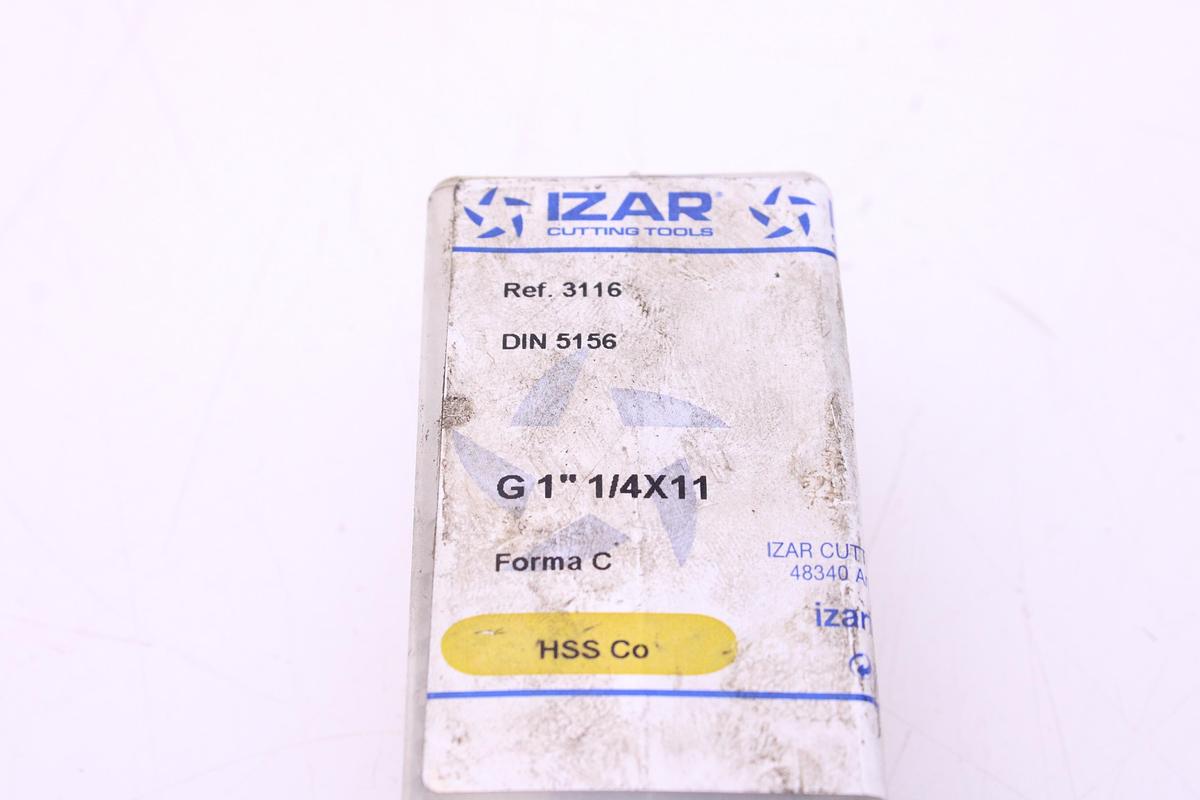 IZAR®
CUTTING TOOLS
Ref. 3116
DIN 5156
G 1" 1/4X11
Forma C
HSS Co
IZAR CUTT
48340 A
izar